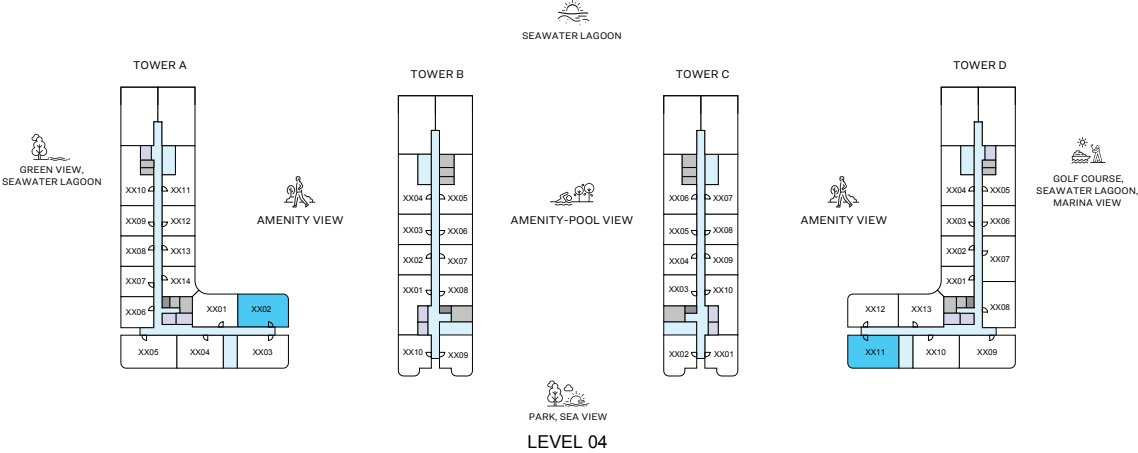 SEAWATER LAGOON
TOWER A
TOWER B
TOWER C
TOWER D
GREEN VIEW,
SEAWATER LAGOON
AMENITY VIEW
AMENITY-POOL VIEW
AMENITY VIEW
GOLF COURSE,
SEAWATER LAGOON,
MARINA VIEW
XX10 XX11
XX09 XX12
XX08 XX13
XX07 XX14
XX06 XX01 XX02
XX05 XX04 XX03
XX04 XX05
XX03 XX06
XX02 XX07
XX01 XX08
XX10 XX09
XX06 XX07
XX05 XX08
XX04 XX09
XX03 XX10
XX02 XX01
XX04 XX05
XX03 XX06
XX02 XX07
XX01
XX12 XX13 XX08
XX11 XX10 XX09
PARK, SEA VIEW
LEVEL 04